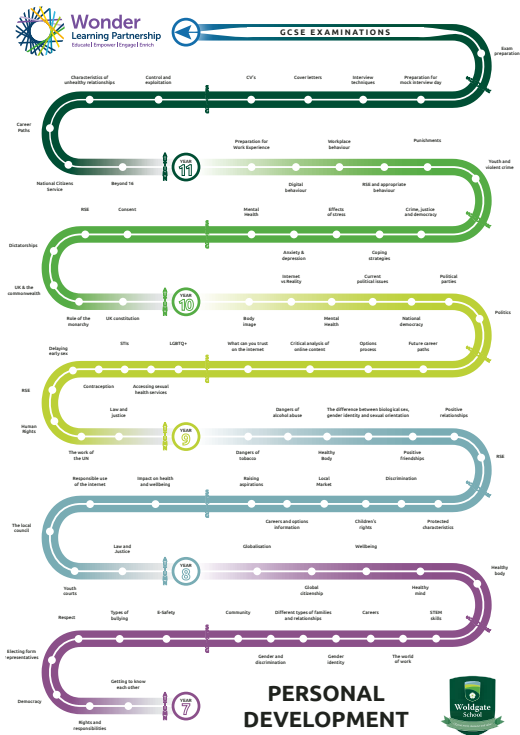 Wonder
Learning Partnership
Educate | Empower | Engage | Enrich
GCSE EXAMINATIONS
Exam
preparation
Characteristics of
unhealthy relationships
Control and
exploitation
CV's
Cover letters
Interview
techniques
Preparation for
mock interview day
Career
Paths
National Citizens
Service
Beyond 16
YEAR
11
Preparation for
Work Experience
Digital
behaviour
Workplace
behaviour
RSE and appropriate
behaviour
Punishments
Youth and
violent crime
RSE
Consent
Mental
Health
Anxiety &
depression
Effects
of stress
Coping
strategies
Crime, justice
and democracy
Dictatorships
UK & the
commonwealth
Role of the
monarchy
UK constitution
YEAR
10
Body
image
Internet
vs Reality
Mental
Health
Current
political issues
National
democracy
Political
parties
Politics
Delaying
early sex
Contraception
STIs
Accessing sexual
health services
LGBTQ+
What can you trust
on the internet
Critical analysis of
online content
Options
process
Future career
paths
RSE
Human
Rights
The work of
the UN
Law and
justice
YEAR
9
Dangers of
tobacco
Dangers of
alcohol abuse
Healthy
Body
The difference between biological sex,
gender identity and sexual orientation
Positive
friendships
Positive
relationships
RSE
Responsible use
of the internet
Impact on health
and wellbeing
Raising
aspirations
Careers and options
information
Local
Market
Children's
rights
Discrimination
Protected
characteristics
The local
council
Youth
courts
Law and
Justice
YEAR
8
Globalisation
Global
citizenship
Wellbeing
Healthy
mind
Healthy
body
Respect
Types of
bullying
E-Safety
Community
Gender and
discrimination
Different types of families
and relationships
Gender
identity
Careers
The world
of work
STEM
skills
Electing form
representatives
Democracy
Rights and
responsibilities
Getting to know
each other
YEAR
7
PERSONAL
DEVELOPMENT
Woldgate
School